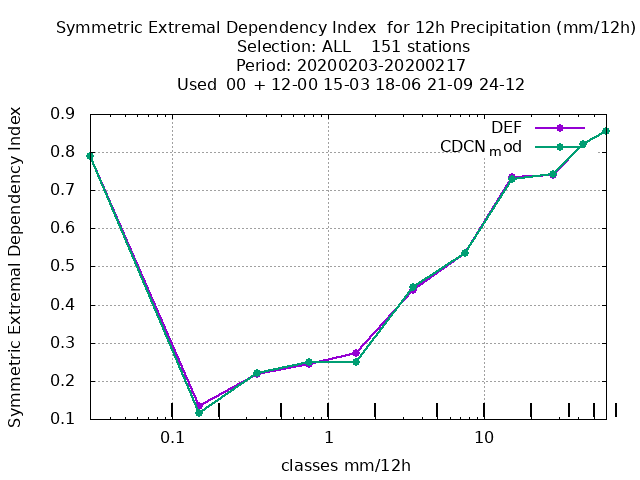 Symmetric Extremal Dependency Index  for 12h Precipitation (mm/12h)
Selection: ALL    151 stations
Period: 20200203-20200217
Used  00 + 12-00 15-03 18-06 21-09 24-12
Symmetric Extremal Dependency Index
0.9
0.8
0.7
0.6
0.5
0.4
0.3
0.2
0.1
DEF
CDCN_mod
0.1 1 10
classes mm/12h